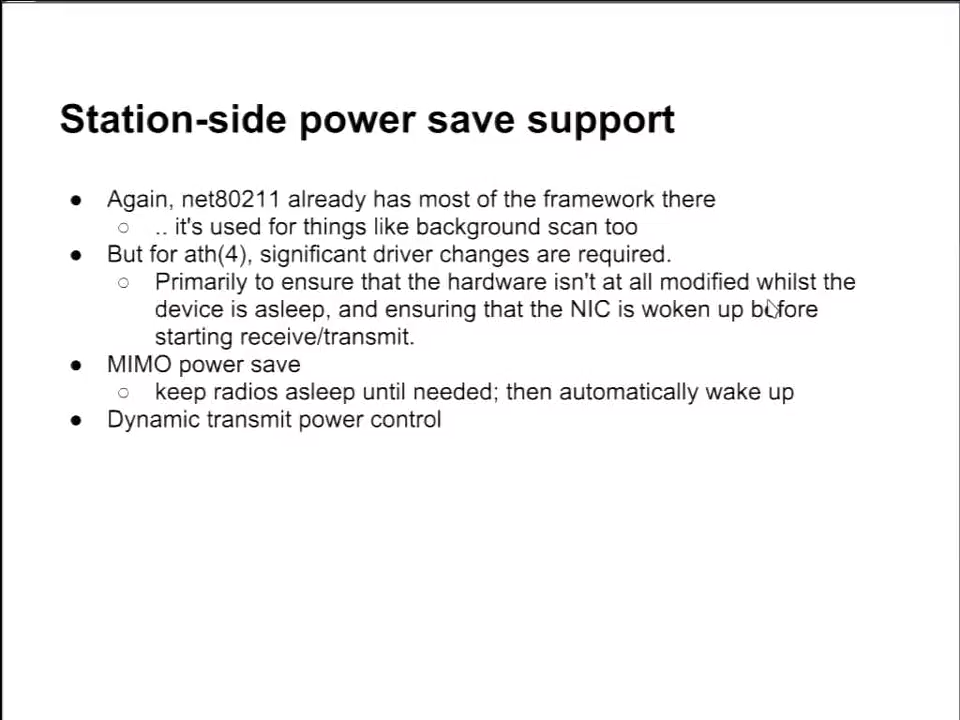 Station-side power save support
● Again, net80211 already has most of the framework there
○ .. it's used for things like background scan too
● But for ath(4), significant driver changes are required.
○ Primarily to ensure that the hardware isn't at all modified whilst the
device is asleep, and ensuring that the NIC is woken up before
starting receive/transmit.
● MIMO power save
○ keep radios asleep until needed; then automatically wake up
● Dynamic transmit power control